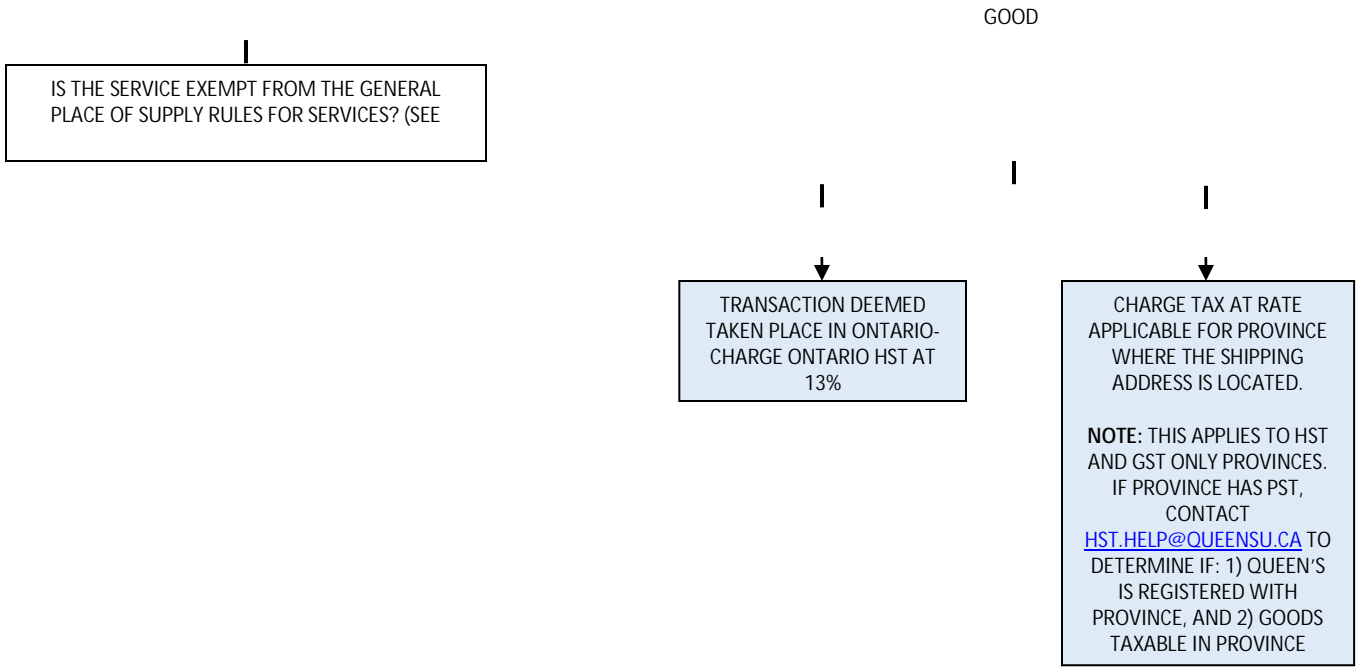 GOOD
IS THE SERVICE EXEMPT FROM THE GENERAL
PLACE OF SUPPLY RULES FOR SERVICES? (SEE
TRANSACTION DEEMED
TAKEN PLACE IN ONTARIO-
CHARGE ONTARIO HST AT
13%
CHARGE TAX AT RATE
APPLICABLE FOR PROVINCE
WHERE THE SHIPPING
ADDRESS IS LOCATED.
NOTE: THIS APPLIES TO HST
AND GST ONLY PROVINCES.
IF PROVINCE HAS PST,
CONTACT
HST.HELP@QUEENSU.CA TO
DETERMINE IF: 1) QUEEN'S
IS REGISTERED WITH
PROVINCE, AND 2) GOODS
TAXABLE IN PROVINCE